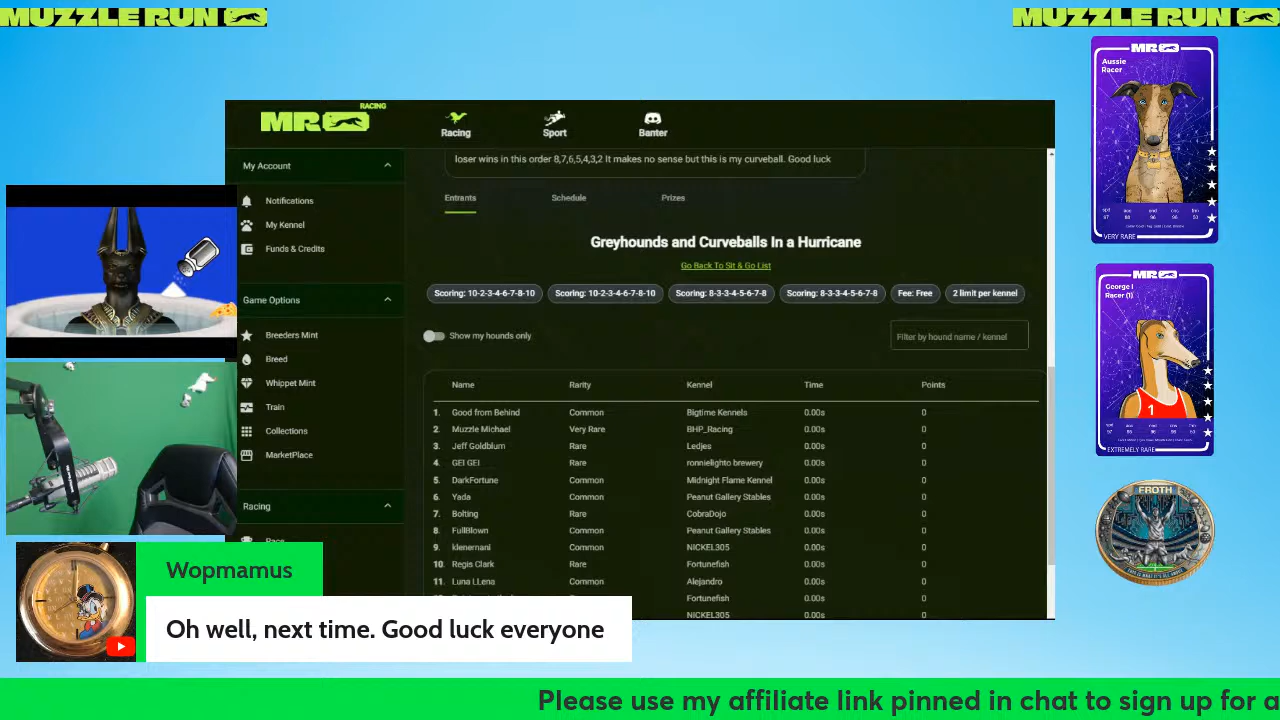 MUZZLE RUN
MUZZLE RUN
MR RACING
Racing
Sport
Banter
My Account
Notifications
My Kennel
Funds & Credits
Game Options
Breeders Mint
Breed
Whippet Mint
Train
Collections
MarketPlace
Racing
Race
loser wins in this order 8,7,6,5,4,3,2 It makes no sense but this is my curveball. Good luck
Entrants Schedule Prizes
Greyhounds and Curveballs In a Hurricane
Go Back To Sit & Go List
Scoring: 10-2-3-4-6-7-8-10 Scoring: 10-2-3-4-6-7-8-10 Scoring: 8-3-3-4-5-6-7-8 Scoring: 8-3-3-4-5-6-7-8 Fee: Free 2 limit per kennel
Show my hounds only
Filter by hound name / kennel
Name Rarity Kennel Time Points
1. Good from Behind Common Bigtime Kennels 0.00s 0
2. Muzzle Michael Very Rare BHP_Racing 0.00s 0
3. Jeff Goldblum Rare Ledjes 0.00s 0
4. GEI GEI Rare ronnielighto brewery 0.00s 0
5. DarkFortune Common Midnight Flame Kennel 0.00s 0
6. Yada Common Peanut Gallery Stables 0.00s 0
7. Bolting Rare CobraDojo 0.00s 0
8. FullBlown Common Peanut Gallery Stables 0.00s 0
9. klenernani Common NICKEL305 0.00s 0
10. Regis Clark Rare Fortunefish 0.00s 0
11. Luna LLena Common Alejandro 0.00s 0
Fortunefish 0.00s 0
NICKEL305 0.00s 0
MR
Aussie
Racer
VERY RARE
MR
George I
Racer (1)
1
EXTREMELY RARE
FROTH
Wopmamus
Oh well, next time. Good luck everyone
Please use my affiliate link pinned in chat to sign up for a